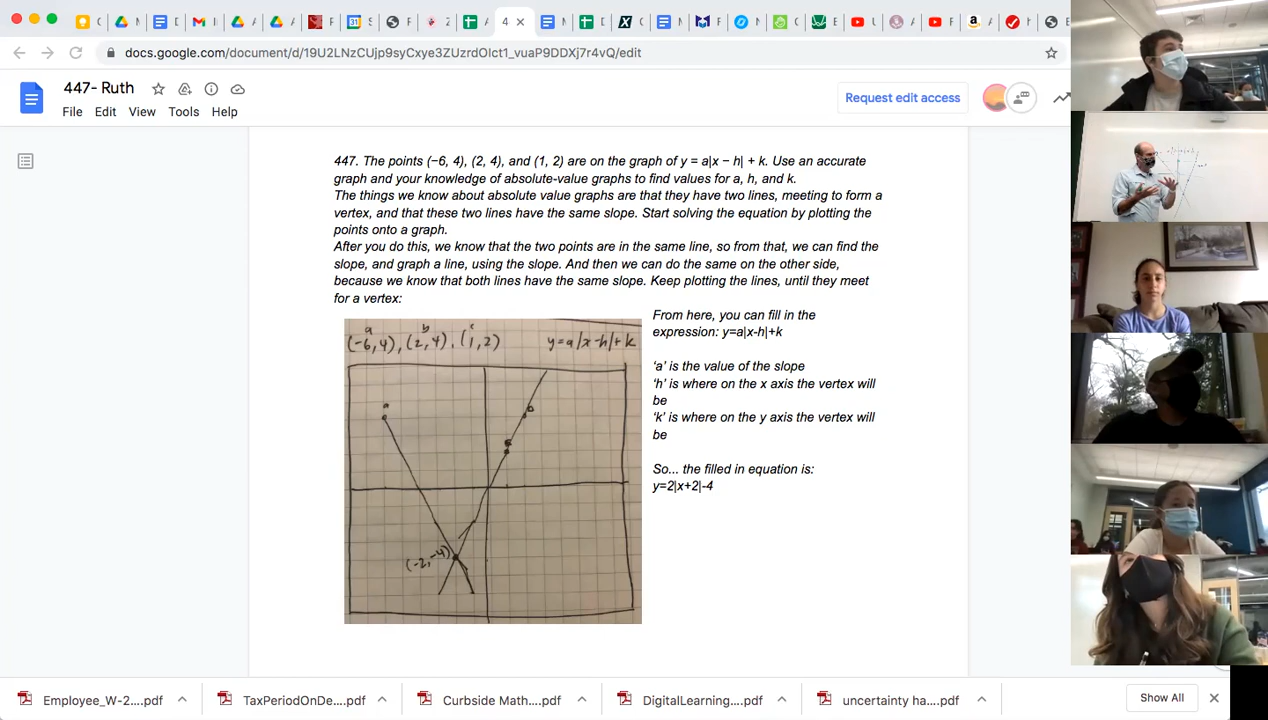 docs.google.com/document/d/19U2LNzCUjp9syCxye3ZUzrdOIct1_vuaP9DDXj7r4vQ/edit
447- Ruth
File Edit View Tools Help
Request edit access
447. The points (−6, 4), (2, 4), and (1, 2) are on the graph of y = a|x − h| + k. Use an accurate
graph and your knowledge of absolute-value graphs to find values for a, h, and k.
The things we know about absolute value graphs are that they have two lines, meeting to form a
vertex, and that these two lines have the same slope. Start solving the equation by plotting the
points onto a graph.
After you do this, we know that the two points are in the same line, so from that, we can find the
slope, and graph a line, using the slope. And then we can do the same on the other side,
because we know that both lines have the same slope. Keep plotting the lines, until they meet
for a vertex:
a b c
(-6,4), (2,4), (1,2) y=a|x-h|+k
a
b
c
(-2,-4)
From here, you can fill in the
expression: y=a|x-h|+k
‘a’ is the value of the slope
‘h’ is where on the x axis the vertex will
be
‘k’ is where on the y axis the vertex will
be
So... the filled in equation is:
y=2|x+2|-4
Employee_W-2....pdf
TaxPeriodOnDe....pdf
Curbside Math....pdf
DigitalLearning....pdf
uncertainty ha....pdf
Show All